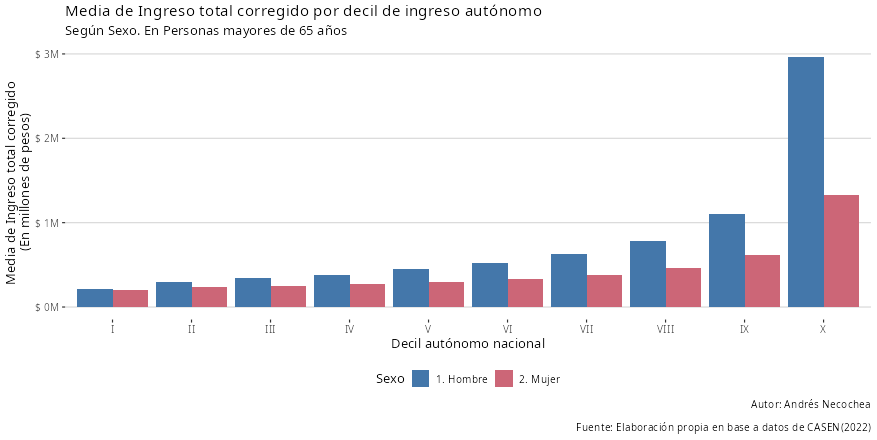 Media de Ingreso total corregido por decil de ingreso autónomo
Según Sexo. En Personas mayores de 65 años
Media de Ingreso total corregido
(En millones de pesos)
$ 3M
$ 2M
$ 1M
$ 0M
I II III IV V VI VII VIII IX X
Decil autónomo nacional
Sexo 1. Hombre 2. Mujer
Autor: Andrés Necochea
Fuente: Elaboración propia en base a datos de CASEN(2022)